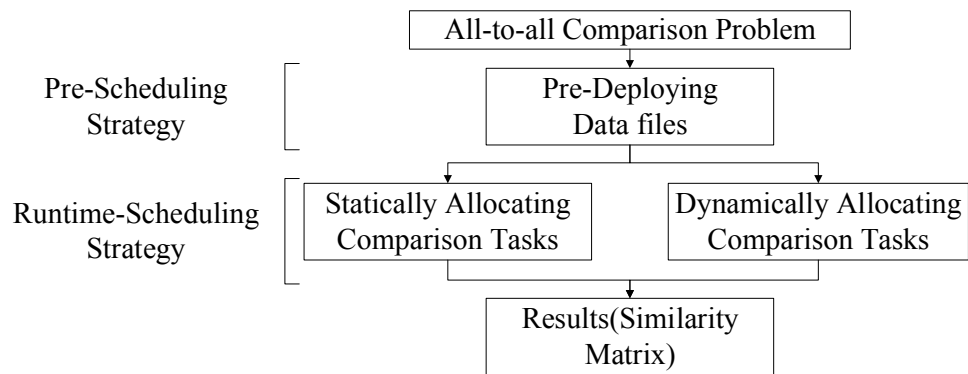 All-to-all Comparison Problem
Pre-Scheduling
Strategy
Pre-Deploying
Data files
Runtime-Scheduling
Strategy
Statically Allocating
Comparison Tasks
Dynamically Allocating
Comparison Tasks
Results(Similarity
Matrix)